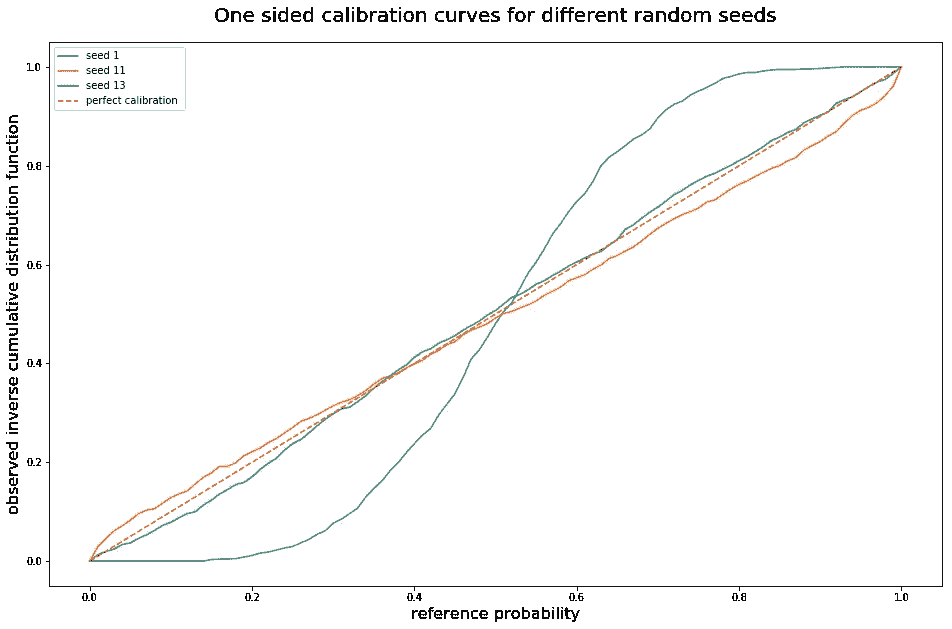 One sided calibration curves for different random seeds
seed 1
seed 11
seed 13
perfect calibration
observed inverse cumulative distribution function
1.0
0.8
0.6
0.4
0.2
0.0
0.0 0.2 0.4 0.6 0.8 1.0
reference probability